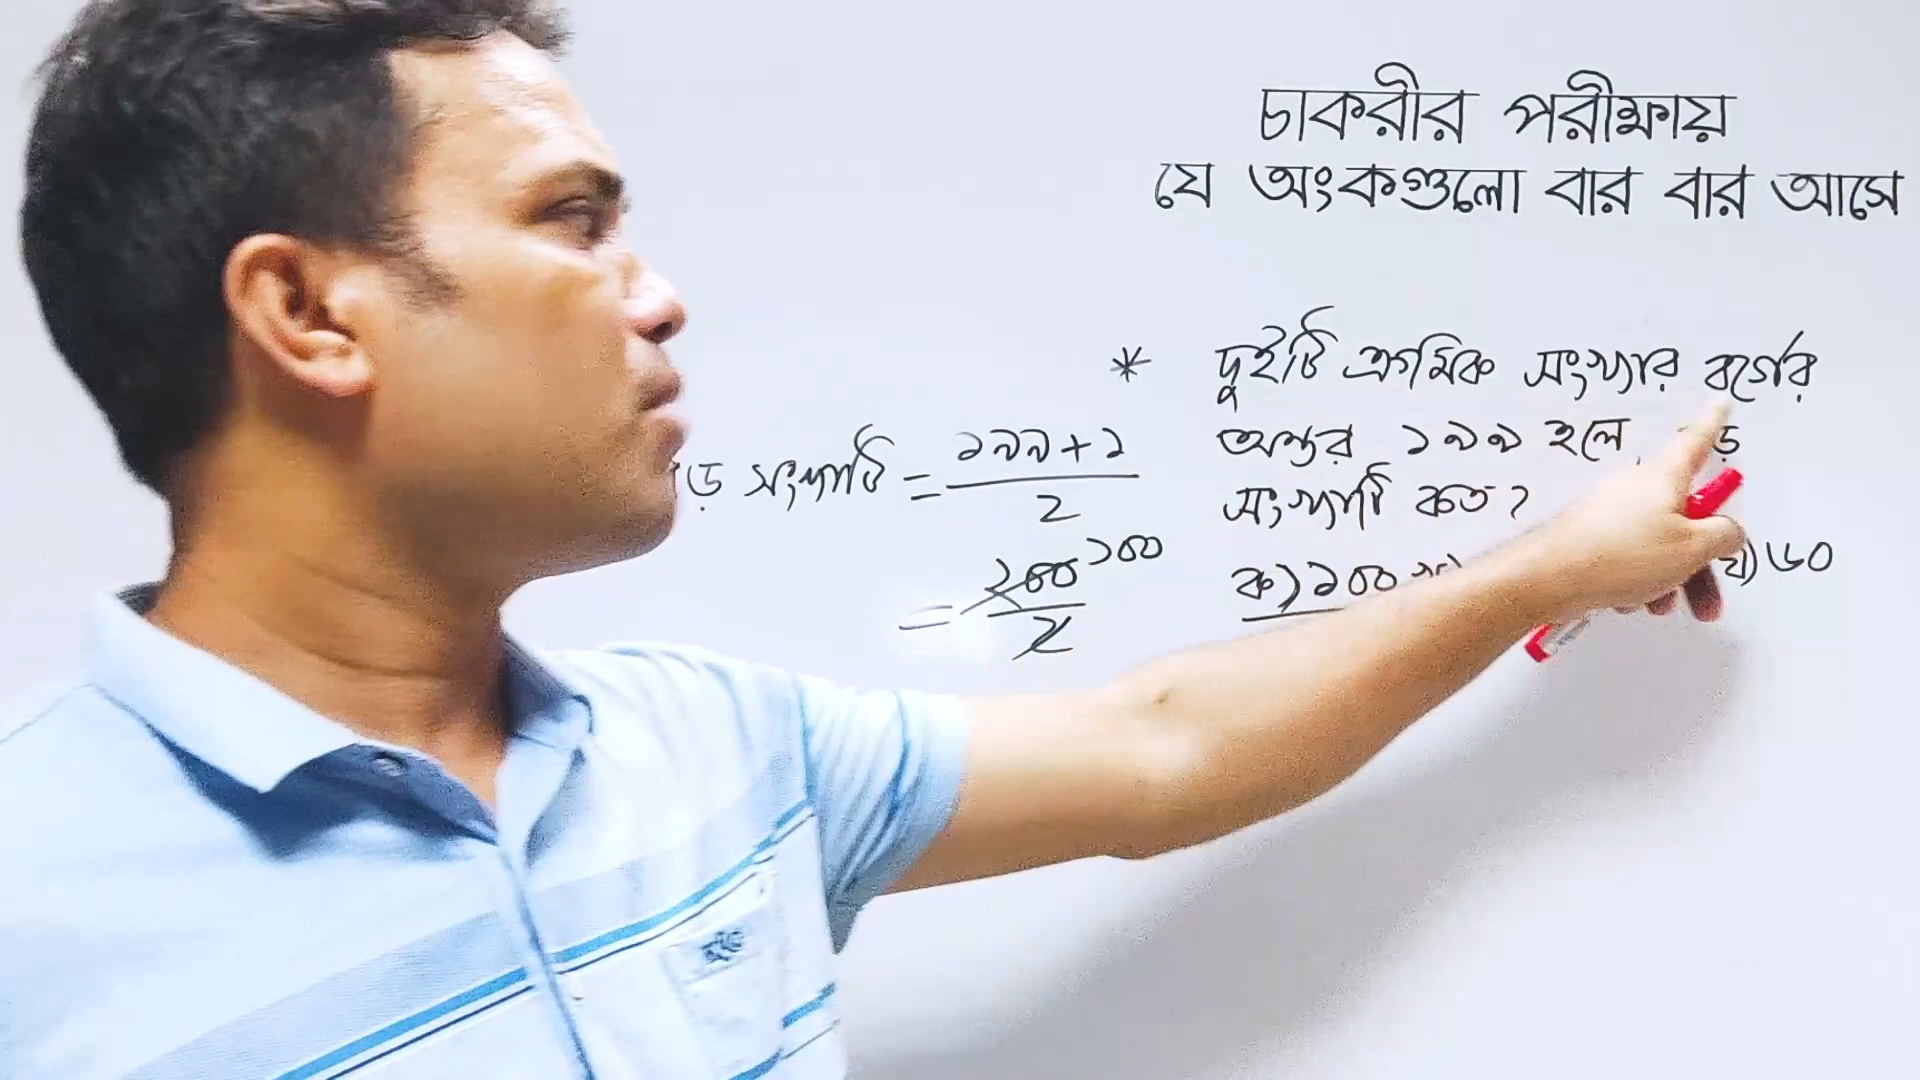 চাকরীর পরীক্ষায়
যে অংকগুলো বার বার আসে
* দুইটি ক্রমিক সংখ্যার বর্গের
অন্তর ১৯৯ হলে,
সংখ্যাটি কত?
ক) ১০০
৬০
ড় সংখ্যাটি = ১৯৯ + ১ / ২
= ২০০ / ২ ১০০